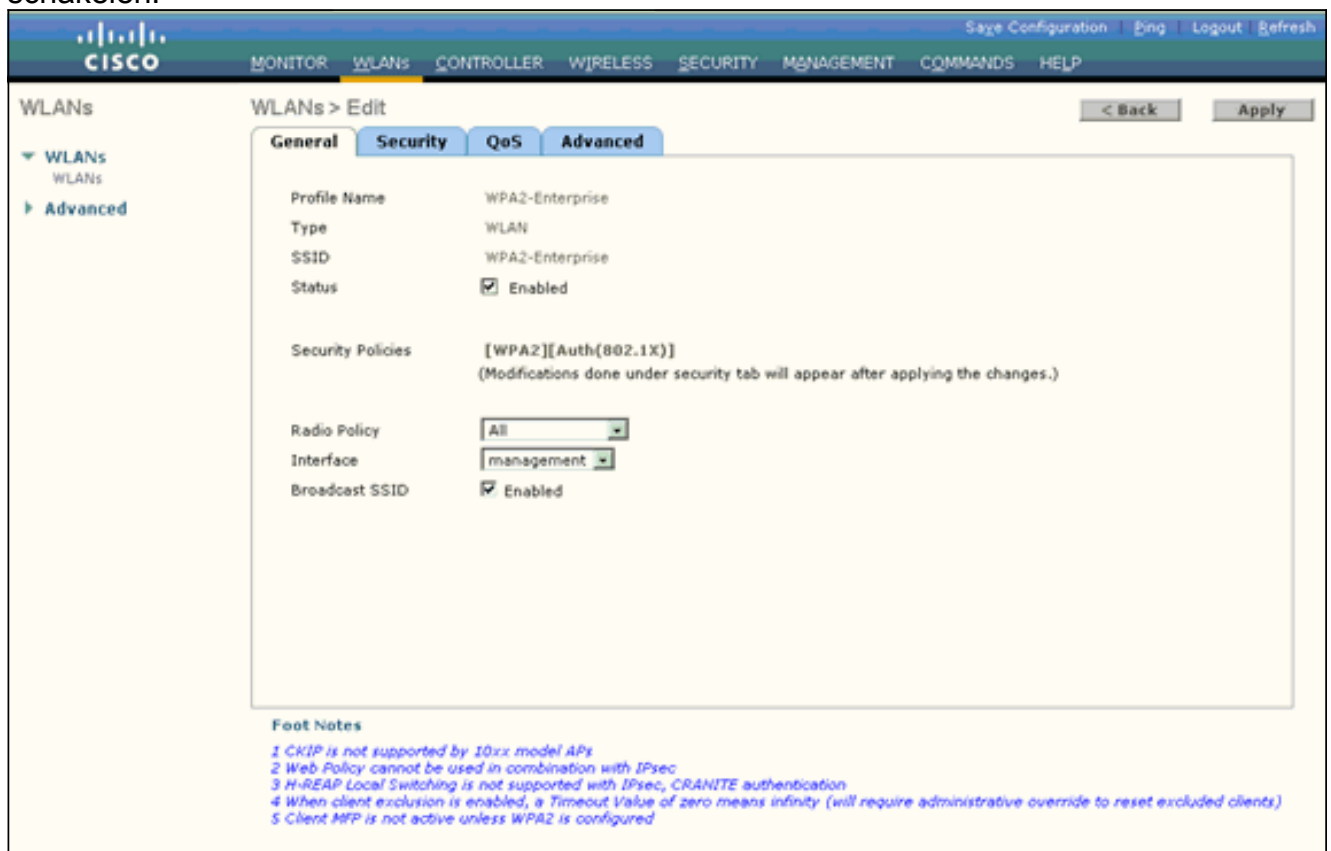 schakelen.
Save Configuration | Ping | Logout | Refresh
CISCO
MONITOR WLANs CONTROLLER WIRELESS SECURITY MANAGEMENT COMMANDS HELP
WLANs
WLANs
WLANs
Advanced
WLANs > Edit
< Back Apply
General Security QoS Advanced
Profile Name WPA2-Enterprise
Type WLAN
SSID WPA2-Enterprise
Status Enabled
Security Policies [WPA2][Auth(802.1X)]
(Modifications done under security tab will appear after applying the changes.)
Radio Policy All
Interface management
Broadcast SSID Enabled
Foot Notes
1 CKIP is not supported by 10xx model APs
2 Web Policy cannot be used in combination with IPsec
3 H-REAP Local Switching is not supported with IPsec, CRANITE authentication
4 When client exclusion is enabled, a Timeout Value of zero means infinity (will require administrative override to reset excluded clients)
5 Client MFP is not active unless WPA2 is configured